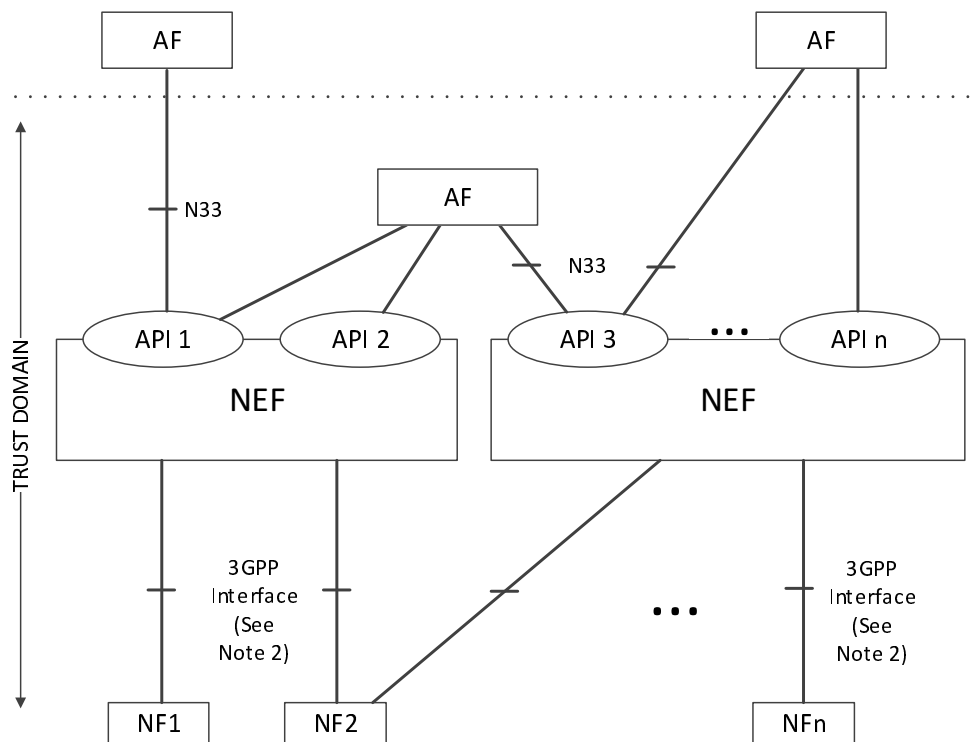 AF
AF
AF
N33
N33
API 1
API 2
API 3
...
API n
NEF
NEF
TRUST DOMAIN
3GPP
Interface
(See
Note 2)
...
3GPP
Interface
(See
Note 2)
NF1
NF2
NFn